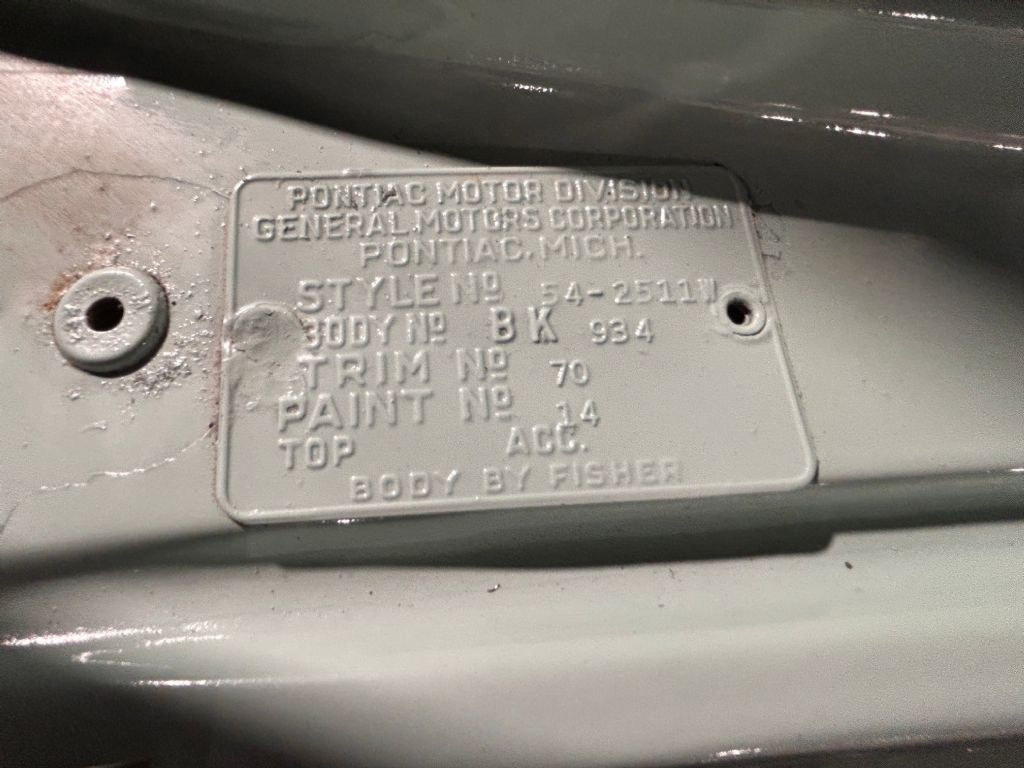 PONTIAC MOTOR DIVISION
GENERAL MOTORS CORPORATION
PONTIAC, MICH.
STYLE Nº 54-2511W
BODY Nº BK 934
TRIM Nº 70
PAINT Nº 14
TOP ACC.
BODY BY FISHER